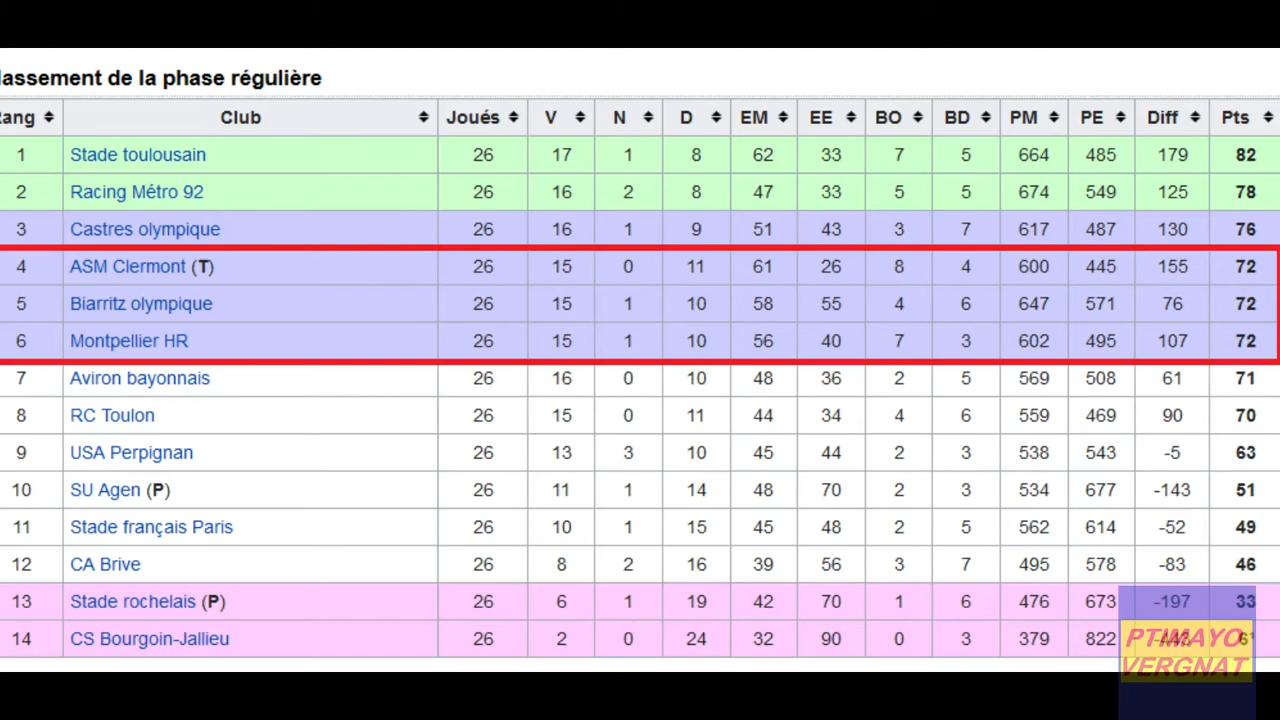 lassement de la phase régulière
ang Club Joués V N D EM EE BO BD PM PE Diff Pts
1 Stade toulousain 26 17 1 8 62 33 7 5 664 485 179 82
2 Racing Métro 92 26 16 2 8 47 33 5 5 674 549 125 78
3 Castres olympique 26 16 1 9 51 43 3 7 617 487 130 76
4 ASM Clermont (T) 26 15 0 11 61 26 8 4 600 445 155 72
5 Biarritz olympique 26 15 1 10 58 55 4 6 647 571 76 72
6 Montpellier HR 26 15 1 10 56 40 7 3 602 495 107 72
7 Aviron bayonnais 26 16 0 10 48 36 2 5 569 508 61 71
8 RC Toulon 26 15 0 11 44 34 4 6 559 469 90 70
9 USA Perpignan 26 13 3 10 45 44 2 3 538 543 -5 63
10 SU Agen (P) 26 11 1 14 48 70 2 3 534 677 -143 51
11 Stade français Paris 26 10 1 15 45 48 2 5 562 614 -52 49
12 CA Brive 26 8 2 16 39 56 3 7 495 578 -83 46
13 Stade rochelais (P) 26 6 1 19 42 70 1 6 476 673 -197 33
14 CS Bourgoin-Jallieu 26 2 0 24 32 90 0 3 379 822 -443 6¹
PTIMAYO
VERGNAT